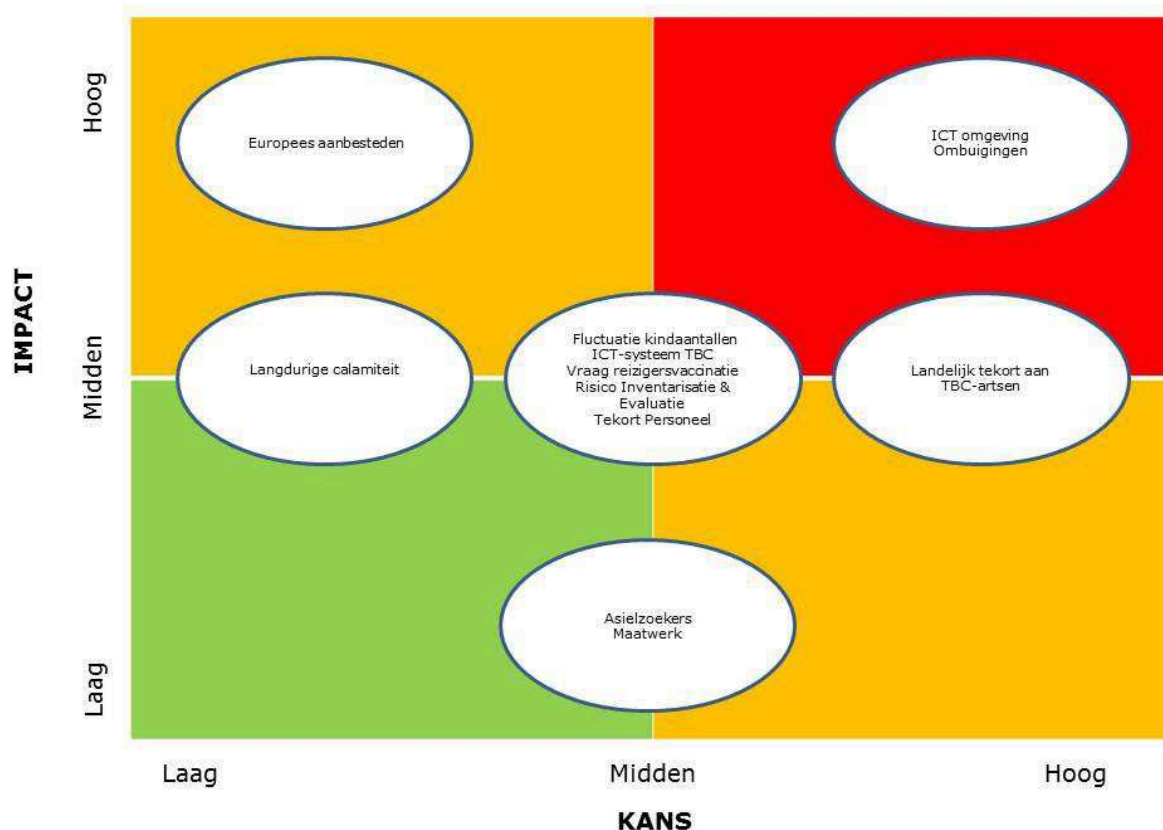 Hoog
Europees aanbesteden
ICT omgeving
Ombuigingen
IMPACT
Midden
Langdurige calamiteit
Fluctuatie kindaantallen
ICT-systeem TBC
Vraag reizigersvaccinatie
Risico Inventarisatie &
Evaluatie
Tekort Personeel
Landelijk tekort aan
TBC-artsen
Laag
Asielzoekers
Maatwerk
Laag
Midden
Hoog
KANS